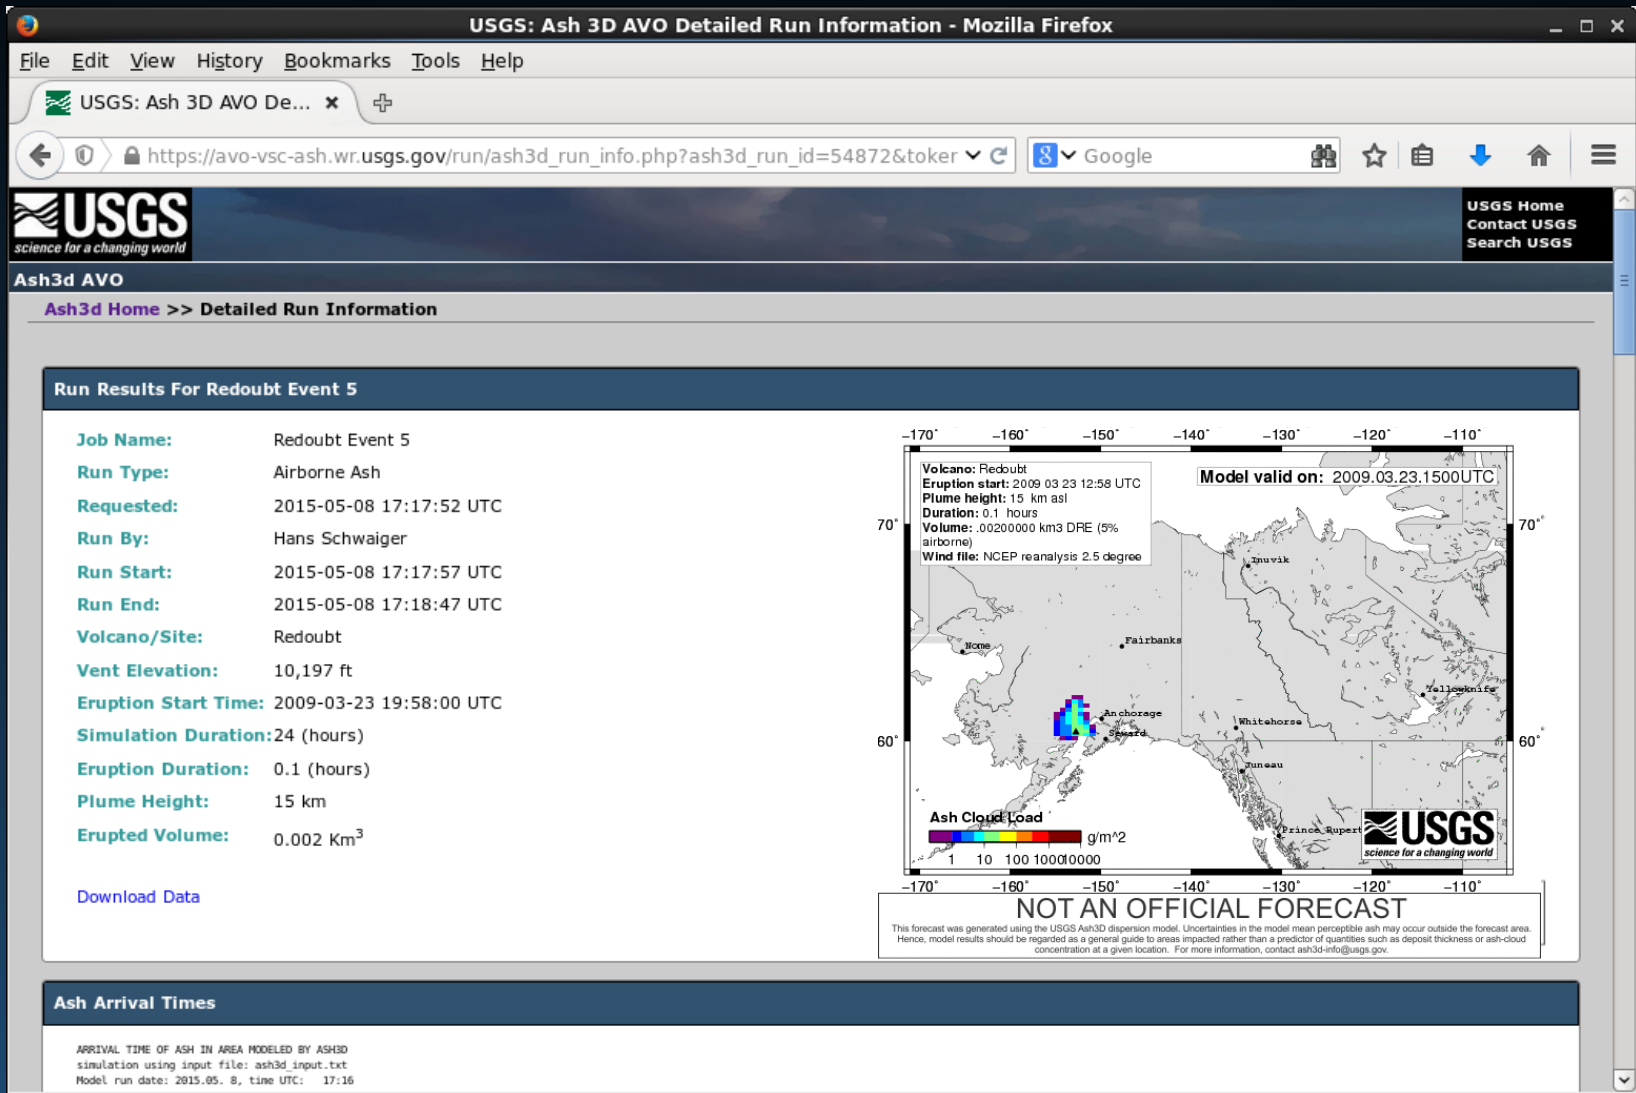 USGS: Ash 3D AVO Detailed Run Information - Mozilla Firefox
File Edit View History Bookmarks Tools Help
USGS: Ash 3D AVO De...
https://avo-vsc-ash.wr.usgs.gov/run/ash3d_run_info.php?ash3d_run_id=54872&toker
8 Google
USGS
science for a changing world
USGS Home
Contact USGS
Search USGS
Ash3d AVO
Ash3d Home >> Detailed Run Information
Run Results For Redoubt Event 5
Job Name: Redoubt Event 5
Run Type: Airborne Ash
Requested: 2015-05-08 17:17:52 UTC
Run By: Hans Schwaiger
Run Start: 2015-05-08 17:17:57 UTC
Run End: 2015-05-08 17:18:47 UTC
Volcano/Site: Redoubt
Vent Elevation: 10,197 ft
Eruption Start Time: 2009-03-23 19:58:00 UTC
Simulation Duration: 24 (hours)
Eruption Duration: 0.1 (hours)
Plume Height: 15 km
Erupted Volume: 0.002 Km³
Download Data
−170° −160° −150° −140° −130° −120° −110°
Volcano: Redoubt
Eruption start: 2009 03 23 12:58 UTC
Plume height: 15 km asl
Duration: 0.1 hours
Volume: .00200000 km3 DRE (5%
airborne)
Wind file: NCEP reanalysis 2.5 degree
Model valid on: 2009.03.23.1500UTC
70° 70°
Inuvik
Fairbanks
Nome
Yellowknife
Anchorage
Whitehorse
Seward
60° 60°
Juneau
Ash Cloud Load
g/m^2
1 10 100 1000 10000
Prince Rupert
USGS
science for a changing world
−170° −160° −150° −140° −130° −120° −110°
NOT AN OFFICIAL FORECAST
This forecast was generated using the USGS Ash3D dispersion model. Uncertainties in the model mean perceptible ash may occur outside the forecast area.
Hence, model results should be regarded as a general guide to areas impacted rather than a predictor of quantities such as deposit thickness or ash-cloud
concentration at a given location. For more information, contact ash3d-info@usgs.gov.
Ash Arrival Times
ARRIVAL TIME OF ASH IN AREA MODELED BY ASH3D
simulation using input file: ash3d_input.txt
Model run date: 2015.05. 8, time UTC: 17:16